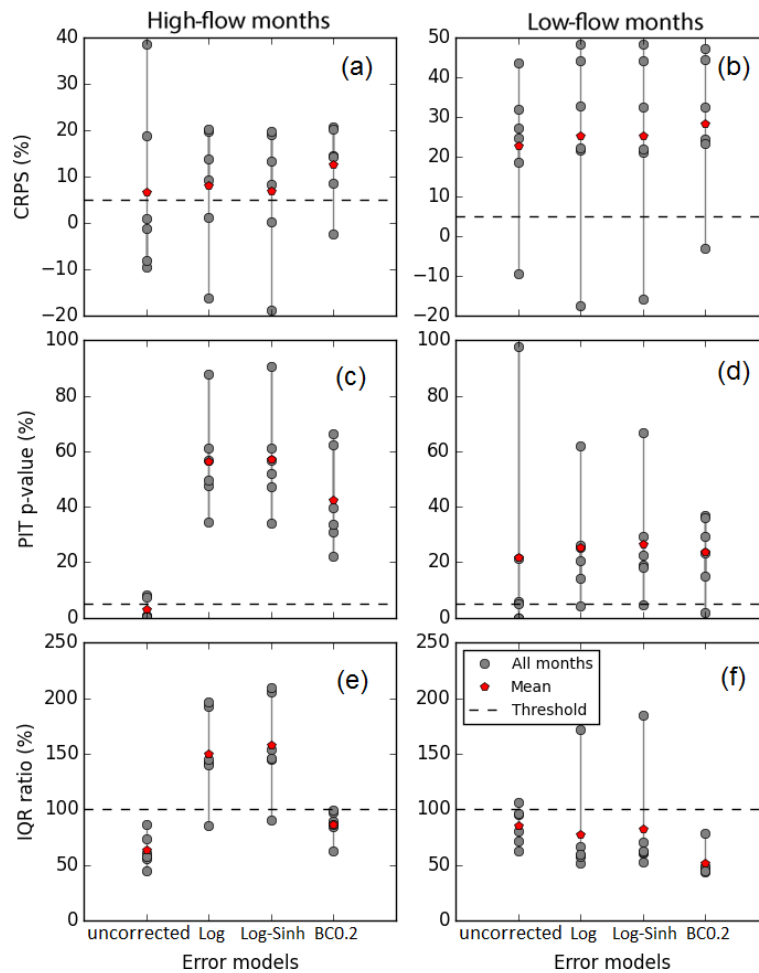 High-flow months
Low-flow months
CRPS (%)
40
30
20
10
0
−10
−20
(a)
50
40
30
20
10
0
−10
−20
(b)
PIT p-value (%)
100
80
60
40
20
0
(c)
100
80
60
40
20
0
(d)
IQR ratio (%)
250
200
150
100
50
0
(e)
250
200
150
100
50
0
All months
Mean
Threshold
(f)
uncorrected Log Log-Sinh BC0.2
uncorrected Log Log-Sinh BC0.2
Error models
Error models